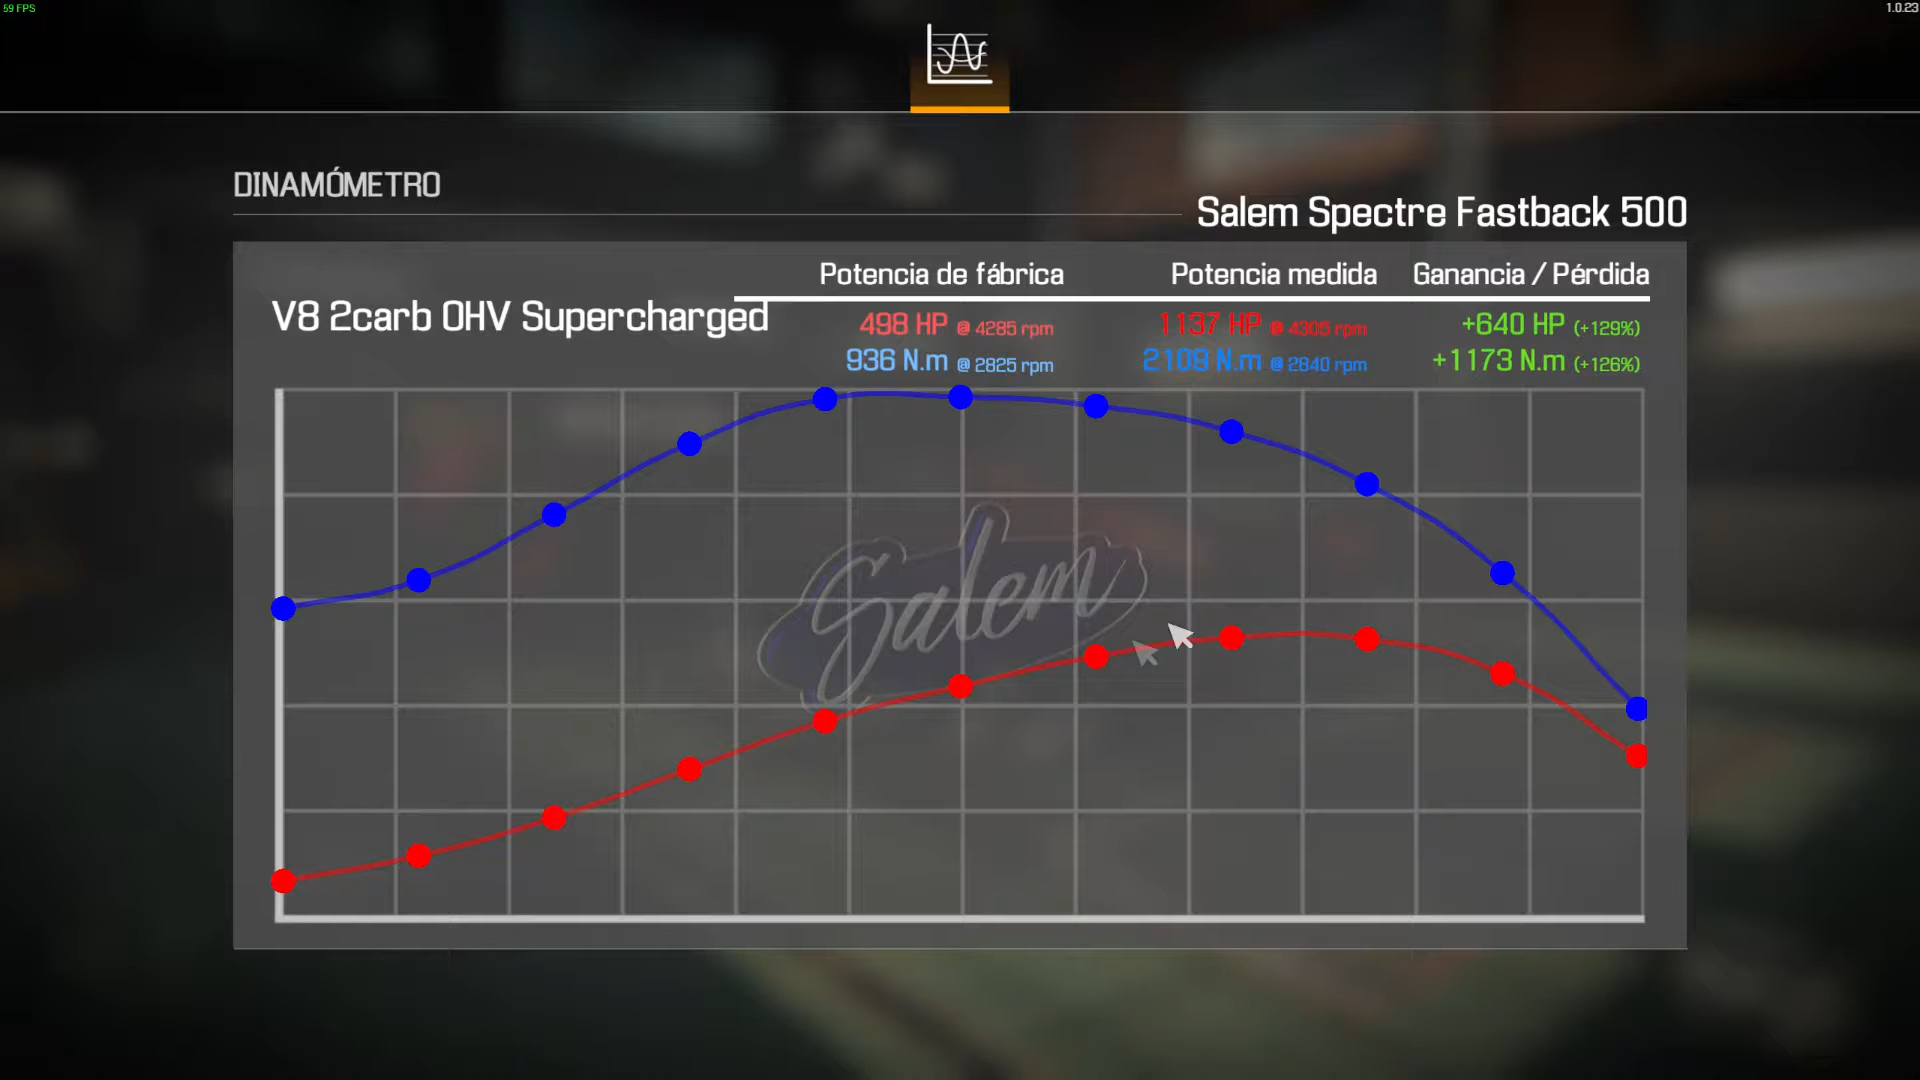 59 FPS
1.0.23
DINAMÓMETRO
Salem Spectre Fastback 500
Potencia de fábrica Potencia medida Ganancia / Pérdida
V8 2carb OHV Supercharged
498 HP @ 4285 rpm 1137 HP @ 4305 rpm +640 HP (+129%)
936 N.m @ 2825 rpm 2109 N.m @ 2840 rpm +1173 N.m (+126%)
Salem